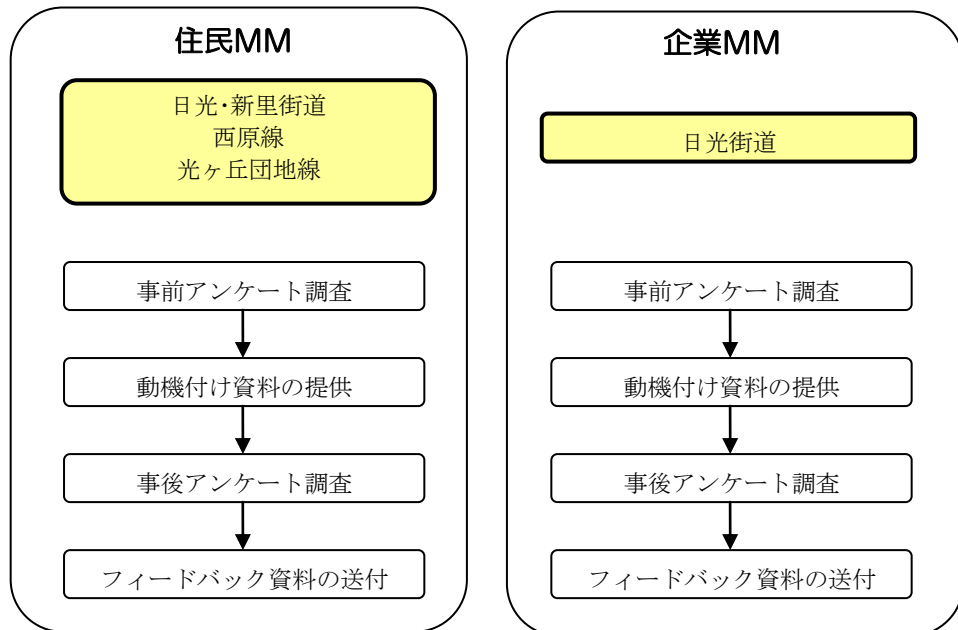 住民MM
日光・新里街道
西原線
光ヶ丘団地線
事前アンケート調査
動機付け資料の提供
事後アンケート調査
フィードバック資料の送付
企業MM
日光街道
事前アンケート調査
動機付け資料の提供
事後アンケート調査
フィードバック資料の送付